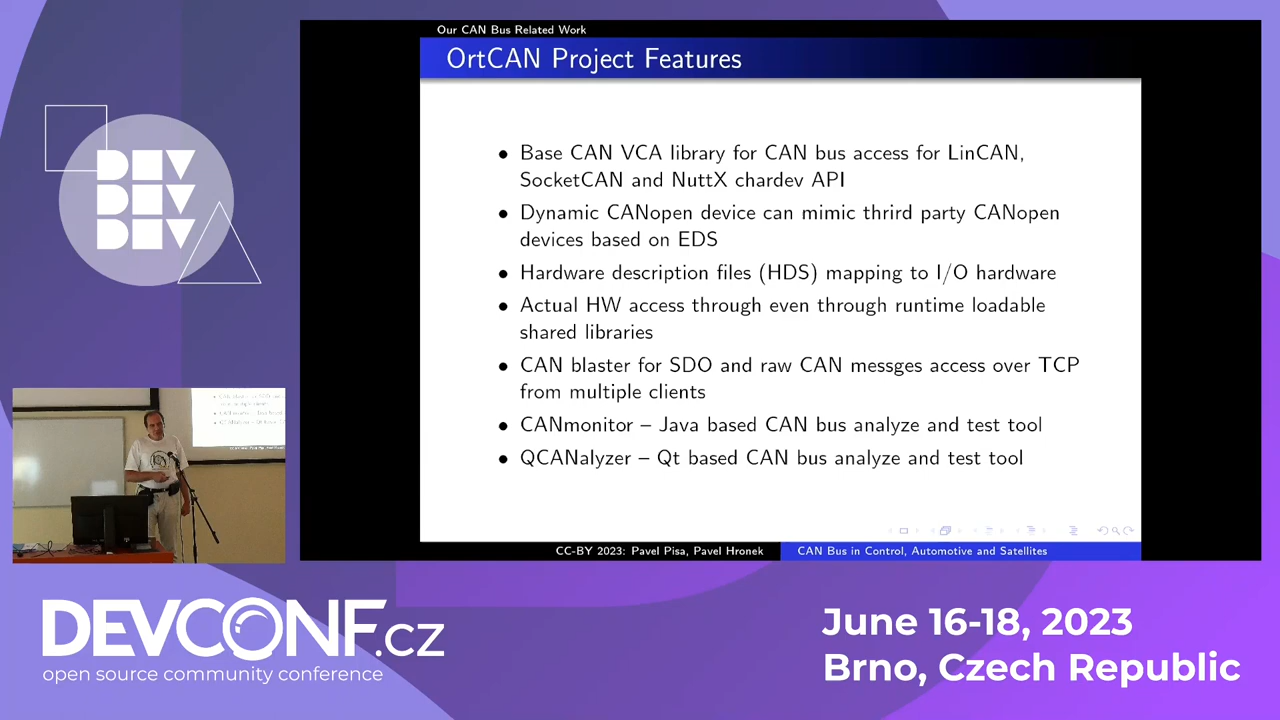 Our CAN Bus Related Work
OrtCAN Project Features
• Base CAN VCA library for CAN bus access for LinCAN,
SocketCAN and NuttX chardev API
• Dynamic CANopen device can mimic thrird party CANopen
devices based on EDS
• Hardware description files (HDS) mapping to I/O hardware
• Actual HW access through even through runtime loadable
shared libraries
• CAN blaster for SDO and raw CAN messges access over TCP
from multiple clients
• CANmonitor – Java based CAN bus analyze and test tool
• QCANalyzer – Qt based CAN bus analyze and test tool
CC-BY 2023: Pavel Pisa, Pavel Hronek
CAN Bus in Control, Automotive and Satellites
DEV
DEV
DEV
DEVCONF.cz
open source community conference
June 16-18, 2023
Brno, Czech Republic